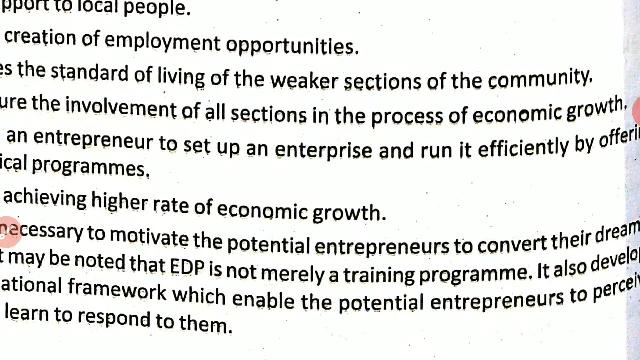 pport to local people.
creation of employment opportunities.
es the standard of living of the weaker sections of the community.
ure the involvement of all sections in the process of economic growth.
an entrepreneur to set up an enterprise and run it efficiently by offeri
ical programmes.
achieving higher rate of economic growth.
necessary to motivate the potential entrepreneurs to convert their dream
t may be noted that EDP is not merely a training programme. It also develo
ational framework which enable the potential entrepreneurs to perceiv
learn to respond to them.